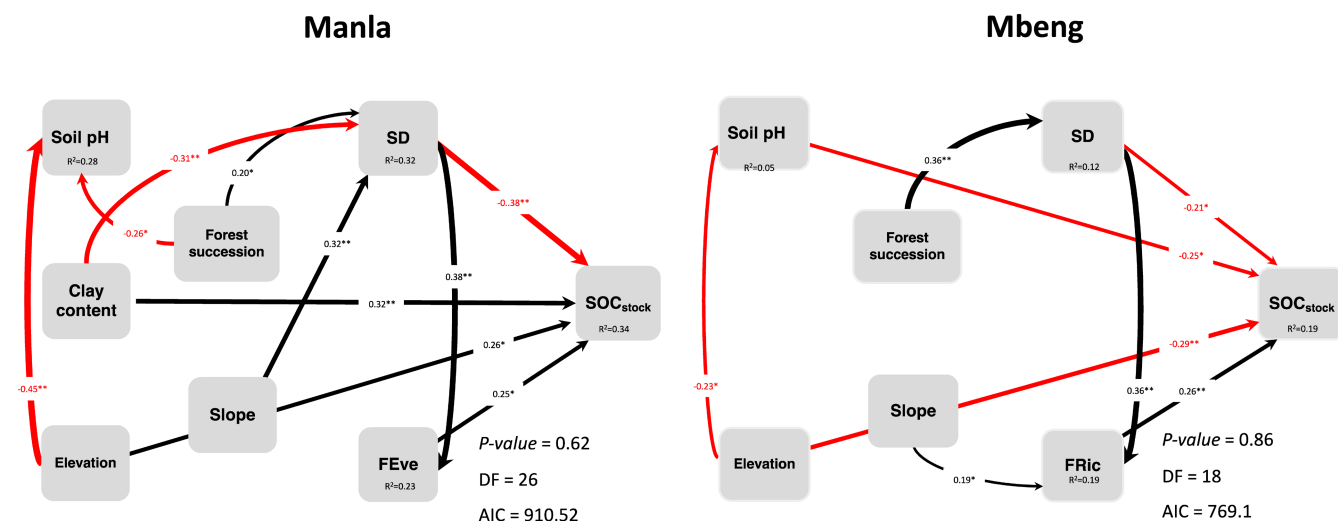 Manla
Soil pH
R²=0.28
SD
R²=0.32
-0.31**
0.20*
-0.26*
Forest
succession
-0..38**
0.32**
0.38**
Clay
content
0.32**
SOCstock
R²=0.34
0.26*
-0.45**
0.25*
Slope
Elevation
FEve
R²=0.23
P-value = 0.62
DF = 26
AIC = 910.52
Mbeng
Soil pH
R²=0.05
SD
R²=0.12
0.36**
-0.21*
Forest
succession
-0.25*
SOCstock
R²=0.19
-0.29**
-0.23*
0.36**
0.26**
Slope
Elevation
0.19*
FRic
R²=0.19
P-value = 0.86
DF = 18
AIC = 769.1